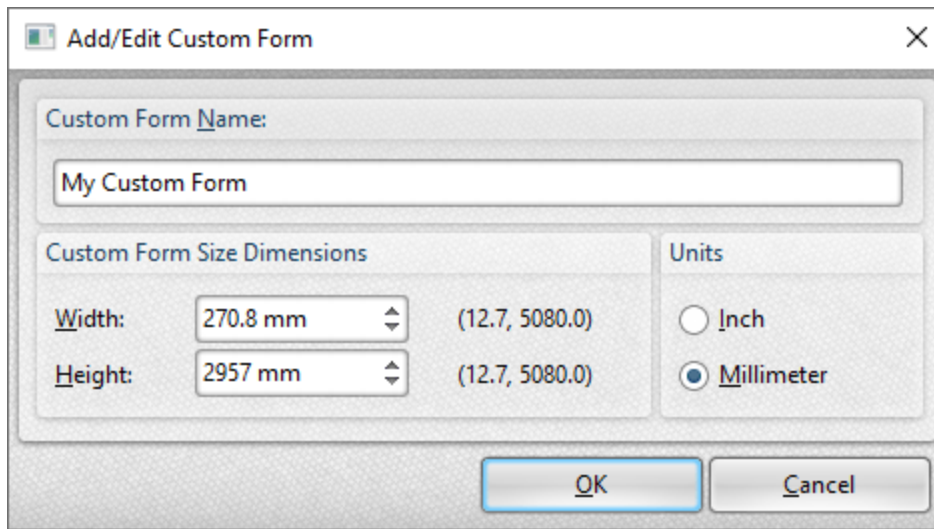 Add/Edit Custom Form
Custom Form Name:
My Custom Form
Custom Form Size Dimensions
Units
Width: 270.8 mm (12.7, 5080.0)
Inch
Height: 2957 mm (12.7, 5080.0)
Millimeter
OK Cancel